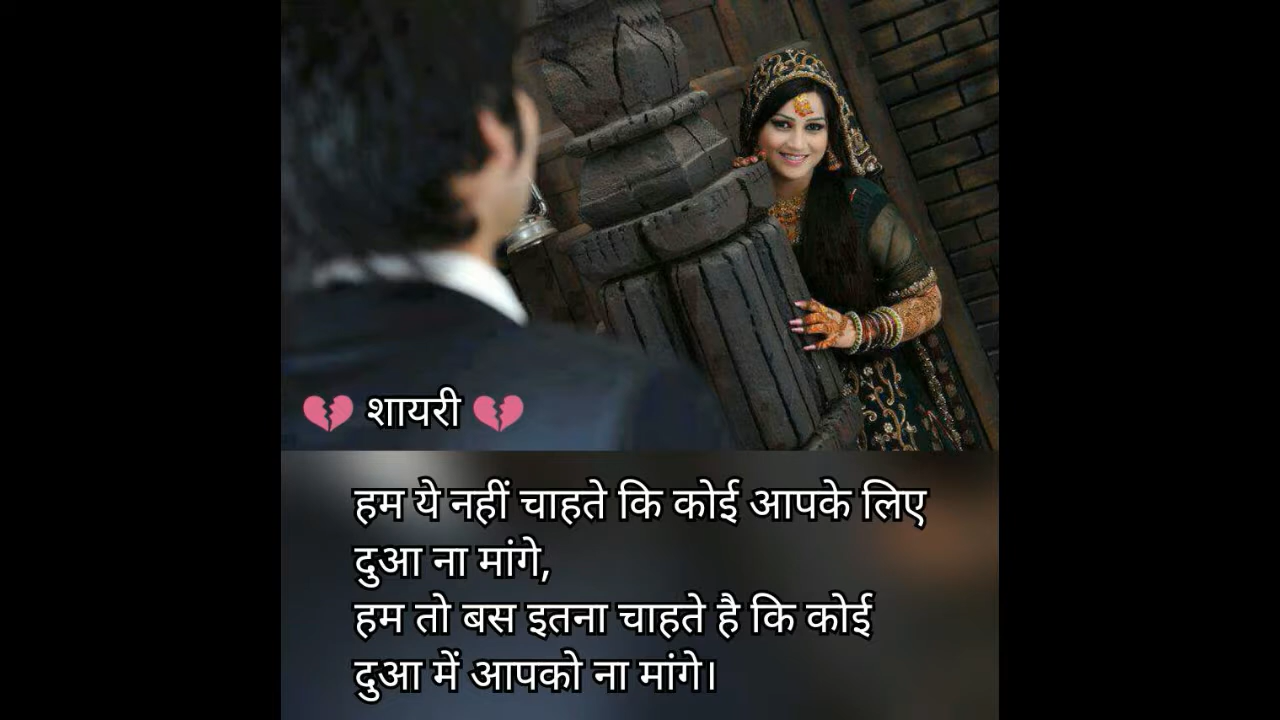 💔 शायरी 💔
हम ये नहीं चाहते कि कोई आपके लिए
दुआ ना मांगे,
हम तो बस इतना चाहते है कि कोई
दुआ में आपको ना मांगे।